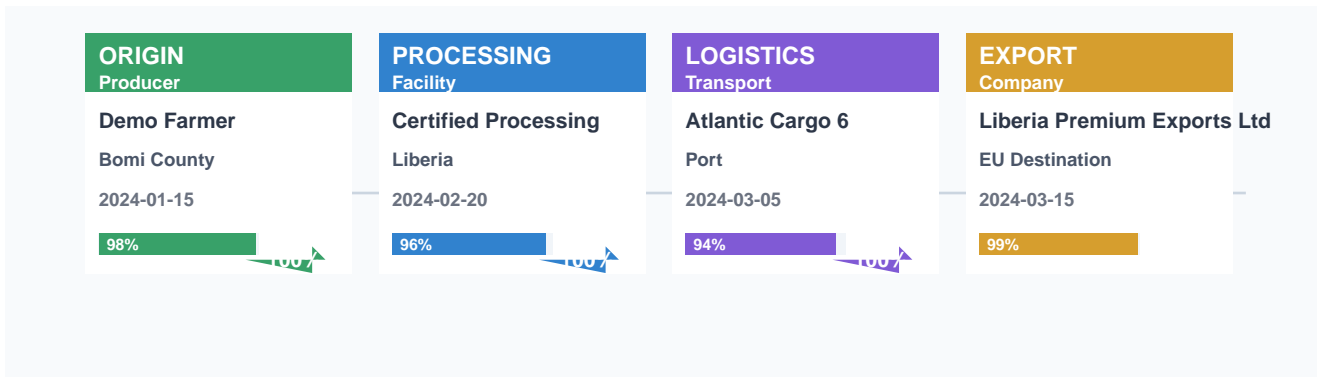 ORIGIN
Producer
Demo Farmer
Bomi County
2024-01-15
98%
PROCESSING
Facility
Certified Processing
Liberia
2024-02-20
96%
LOGISTICS
Transport
Atlantic Cargo 6
Port
2024-03-05
94%
EXPORT
Company
Liberia Premium Exports Ltd
EU Destination
2024-03-15
99%